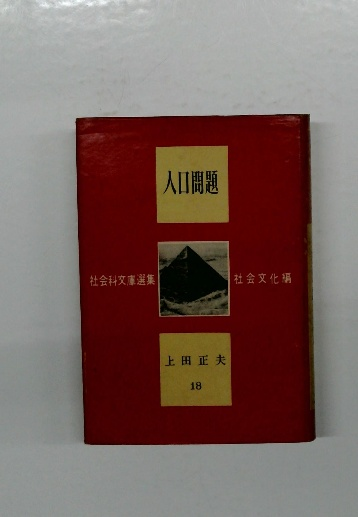 人口問題
社会科文庫選集
社会文化編
上田正夫
18